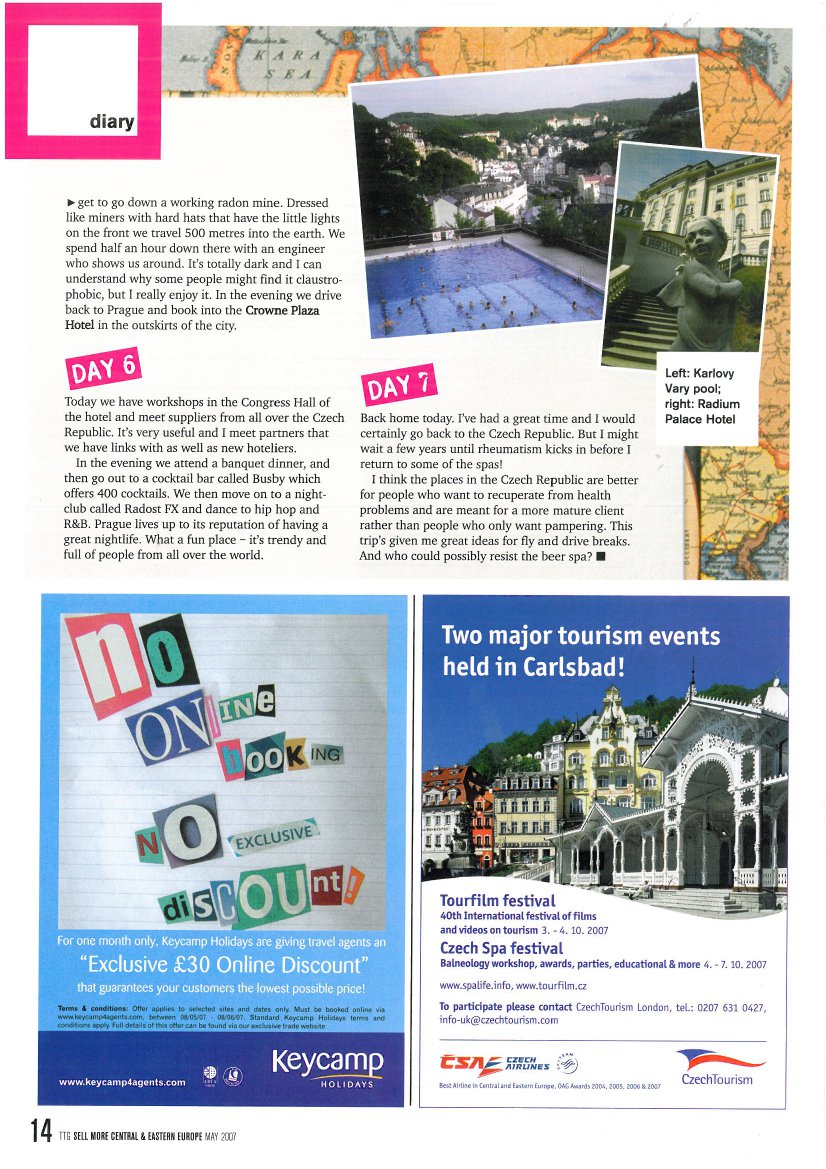 diary
KARA
SEA
►get to go down a working radon mine. Dressed
like miners with hard hats that have the little lights
on the front we travel 500 metres into the earth. We
spend half an hour down there with an engineer
who shows us around. It's totally dark and I can
understand why some people might find it claustro-
phobic, but I really enjoy it. In the evening we drive
back to Prague and book into the Crowne Plaza
Hotel in the outskirts of the city.
DAY 6
Today we have workshops in the Congress Hall of
the hotel and meet suppliers from all over the Czech
Republic. It's very useful and I meet partners that
we have links with as well as new hoteliers.
In the evening we attend a banquet dinner, and
then go out to a cocktail bar called Busby which
offers 400 cocktails. We then move on to a night-
club called Radost FX and dance to hip hop and
R&B. Prague lives up to its reputation of having a
great nightlife. What a fun place – it's trendy and
full of people from all over the world.
DAY 7
Back home today. I've had a great time and I would
certainly go back to the Czech Republic. But I might
wait a few years until rheumatism kicks in before I
return to some of the spas!
I think the places in the Czech Republic are better
for people who want to recuperate from health
problems and are meant for a more mature client
rather than people who only want pampering. This
trip's given me great ideas for fly and drive breaks.
And who could possibly resist the beer spa? ■
Left: Karlovy
Vary pool;
right: Radium
Palace Hotel
no
ONLINE
booKING
NO EXCLUSIVE
disCOUnt!
For one month only, Keycamp Holidays are giving travel agents an
"Exclusive £30 Online Discount"
that guarantees your customers the lowest possible price!
Terms & conditions: Offer applies to selected sites and dates only. Must be booked online via
www.keycamp4agents.com, between 08/05/07 - 08/06/07. Standard Keycamp Holidays terms and
conditions apply. Full details of this offer can be found via our exclusive trade website.
www.keycamp4agents.com
Keycamp
HOLIDAYS
Two major tourism events
held in Carlsbad!
Tourfilm festival
40th International festival of films
and videos on tourism 3. - 4. 10. 2007
Czech Spa festival
Balneology workshop, awards, parties, educational & more 4. - 7. 10. 2007
www.spalife.info, www.tourfilm.cz
To participate please contact CzechTourism London, tel.: 0207 631 0427,
info-uk@czechtourism.com
CSA CZECH
AIRLINES
Best Airline in Central and Eastern Europe, OAG Awards 2004, 2005, 2006 & 2007
CzechTourism
14 TTG SELL MORE CENTRAL & EASTERN EUROPE MAY 2007